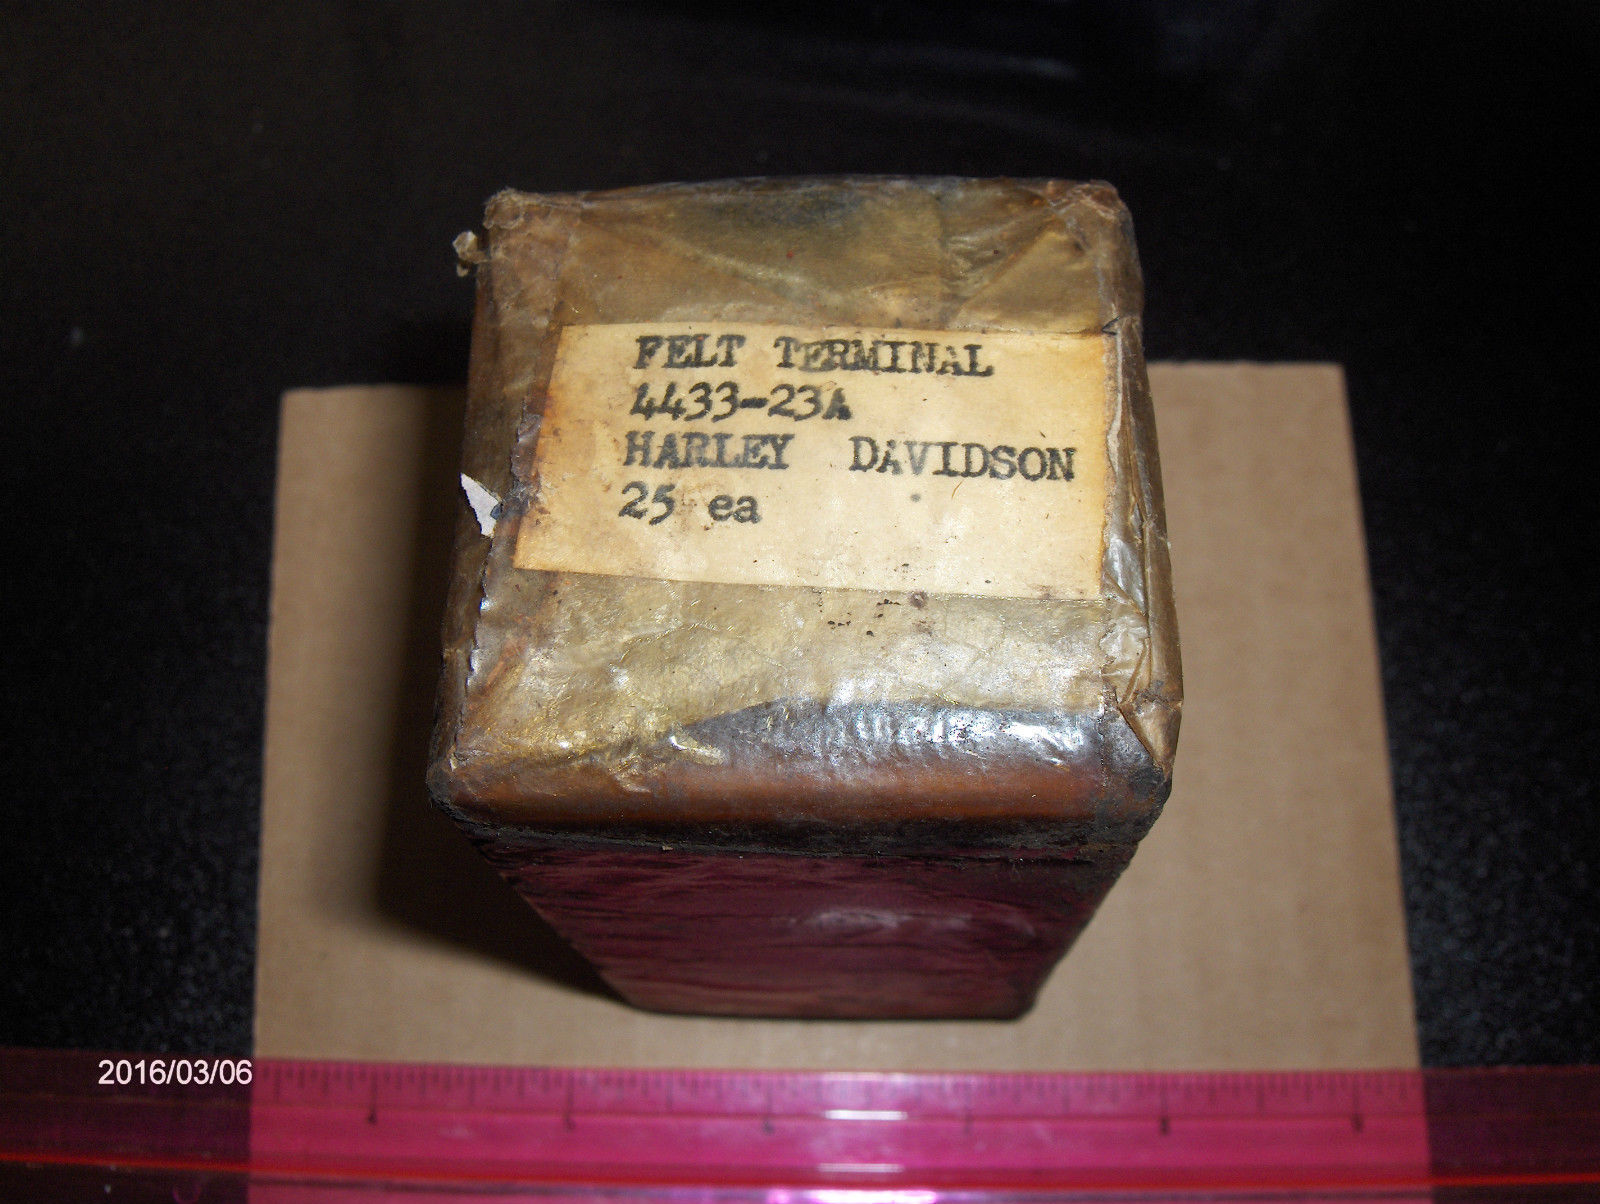 FELT TERMINAL
4433-23A
HARLEY DAVIDSON
25 ea
2016/03/06